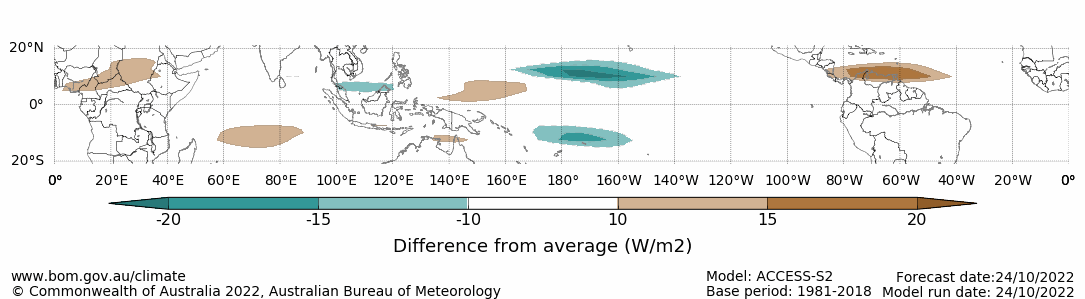 20°N
0°
20°S
0° 20°E 40°E 60°E 80°E 100°E 120°E 140°E 160°E 180° 160°W 140°W 120°W 100°W 80°W 60°W 40°W 20°W 0°
-20 -15 -10 10 15 20
Difference from average (W/m2)
www.bom.gov.au/climate
© Commonwealth of Australia 2022, Australian Bureau of Meteorology
Model: ACCESS-S2
Base period: 1981-2018
Forecast date:24/10/2022
Model run date: 24/10/2022